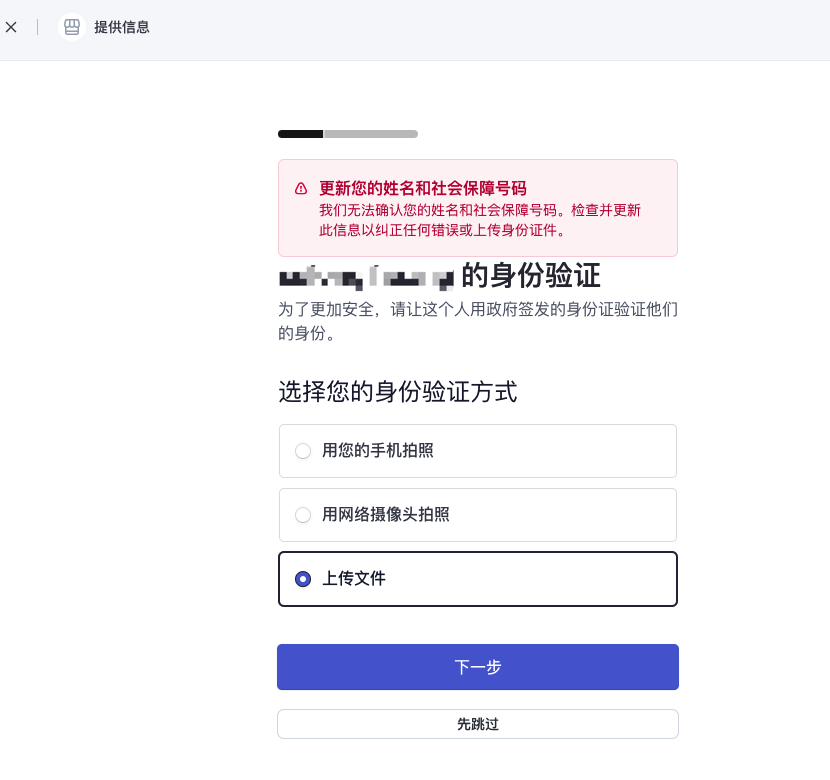 提供信息
更新您的姓名和社会保障号码
我们无法确认您的姓名和社会保障号码。检查并更新
此信息以纠正任何错误或上传身份证件。
的身份验证
为了更加安全，请让这个人用政府签发的身份证验证他们
的身份。
选择您的身份验证方式
用您的手机拍照
用网络摄像头拍照
上传文件
下一步
先跳过